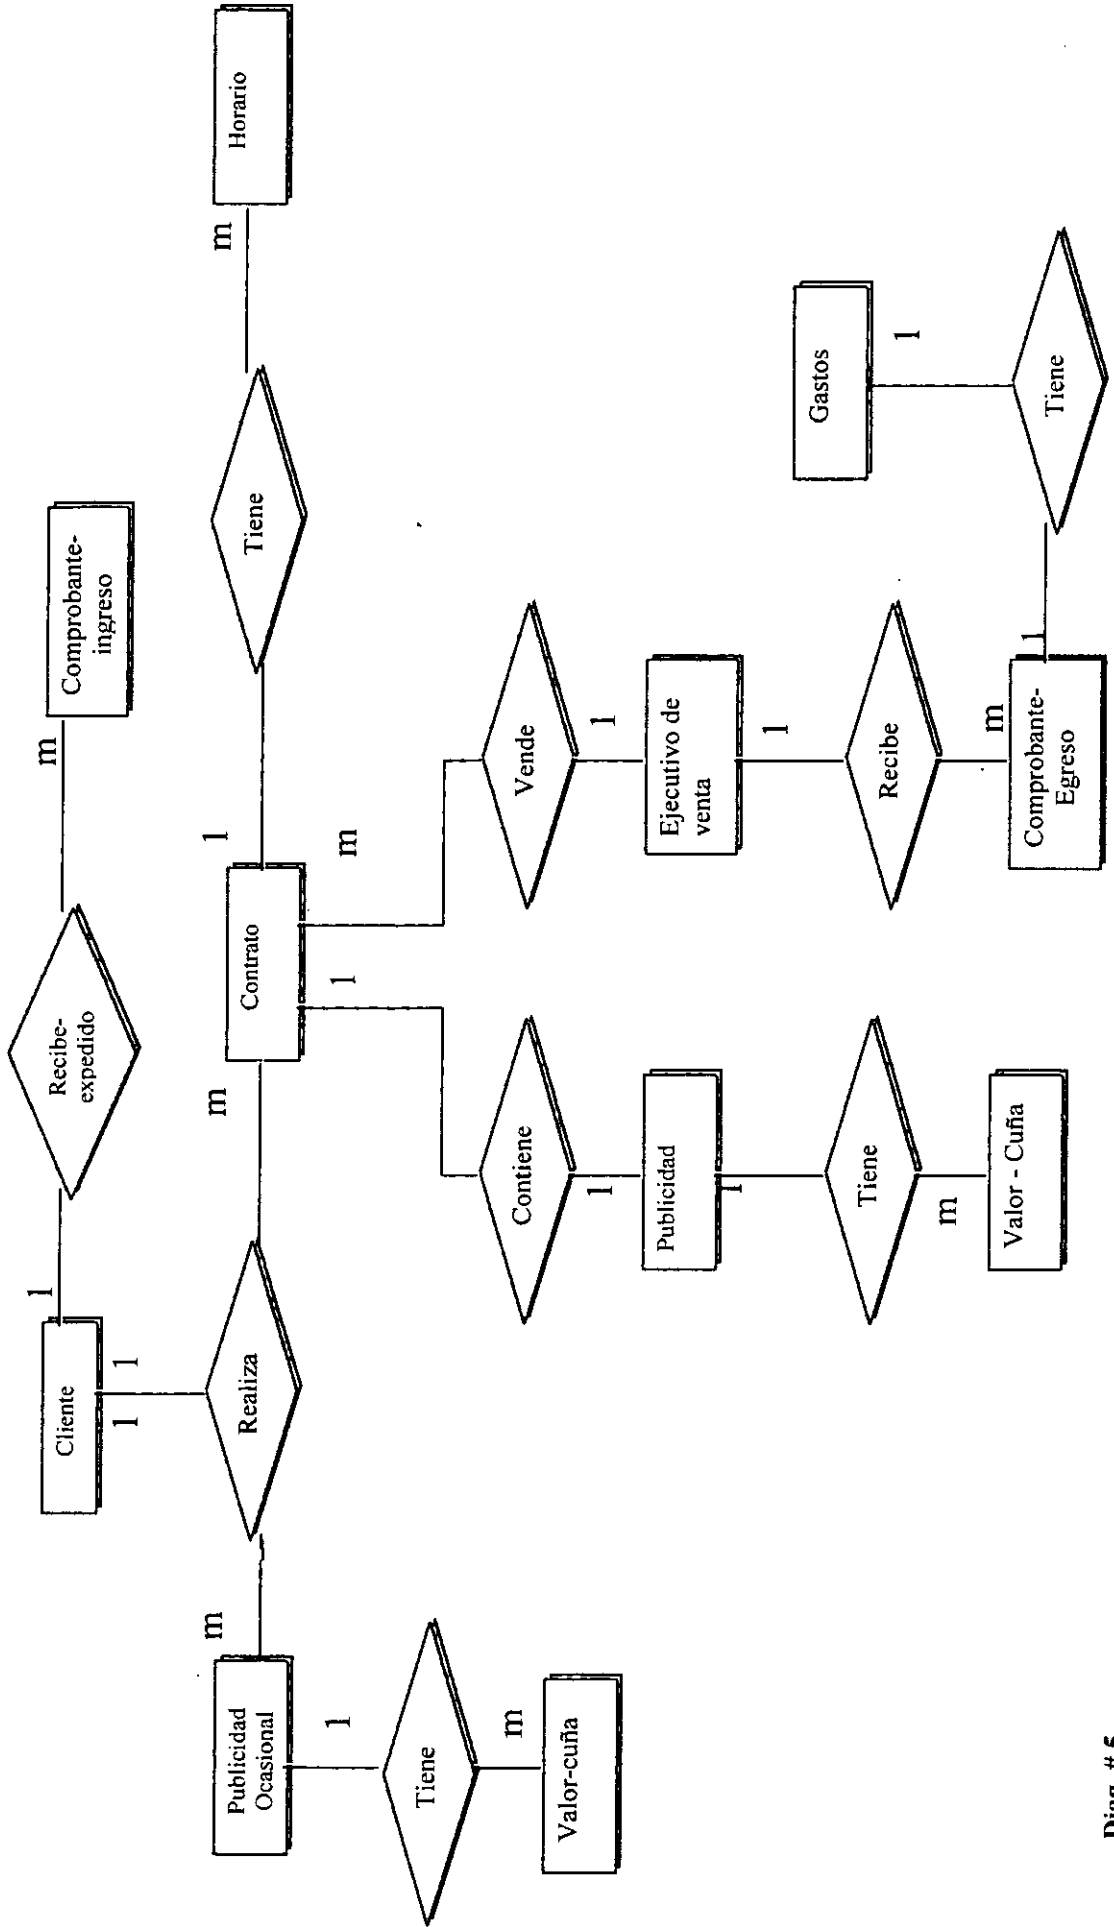 Cliente
1
Recibe-
expedido
m
Comprobante-
ingreso
1
1
Publicidad
Ocasional
m
Realiza
m
Contrato
1
Tiene
m
Horario
1
1
m
Tiene
Contiene
Vende
m
1
1
Valor-cuña
Publicidad
Ejecutivo de
venta
1
1
Gastos
Tiene
Recibe
1
m
m
1
Valor - Cuña
Comprobante-
Egreso
Tiene
Diag. #